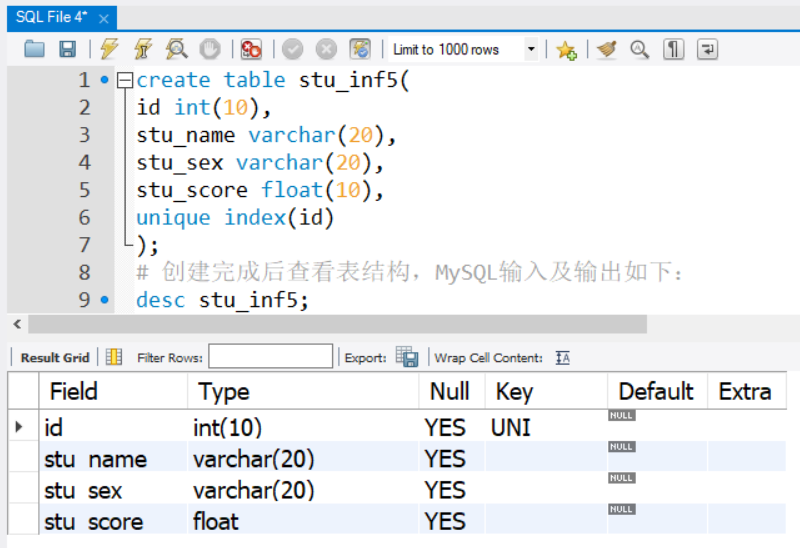 SQL File 4* ×
Limit to 1000 rows
1 create table stu_inf5(
2 id int(10),
3 stu_name varchar(20),
4 stu_sex varchar(20),
5 stu_score float(10),
6 unique index(id)
7 );
8 # 创建完成后查看表结构，MySQL输入及输出如下：
9 desc stu_inf5;
Result Grid Filter Rows: Export: Wrap Cell Content: IA
Field Type Null Key Default Extra
id int(10) YES UNI NULL
stu_name varchar(20) YES NULL
stu_sex varchar(20) YES NULL
stu_score float YES NULL